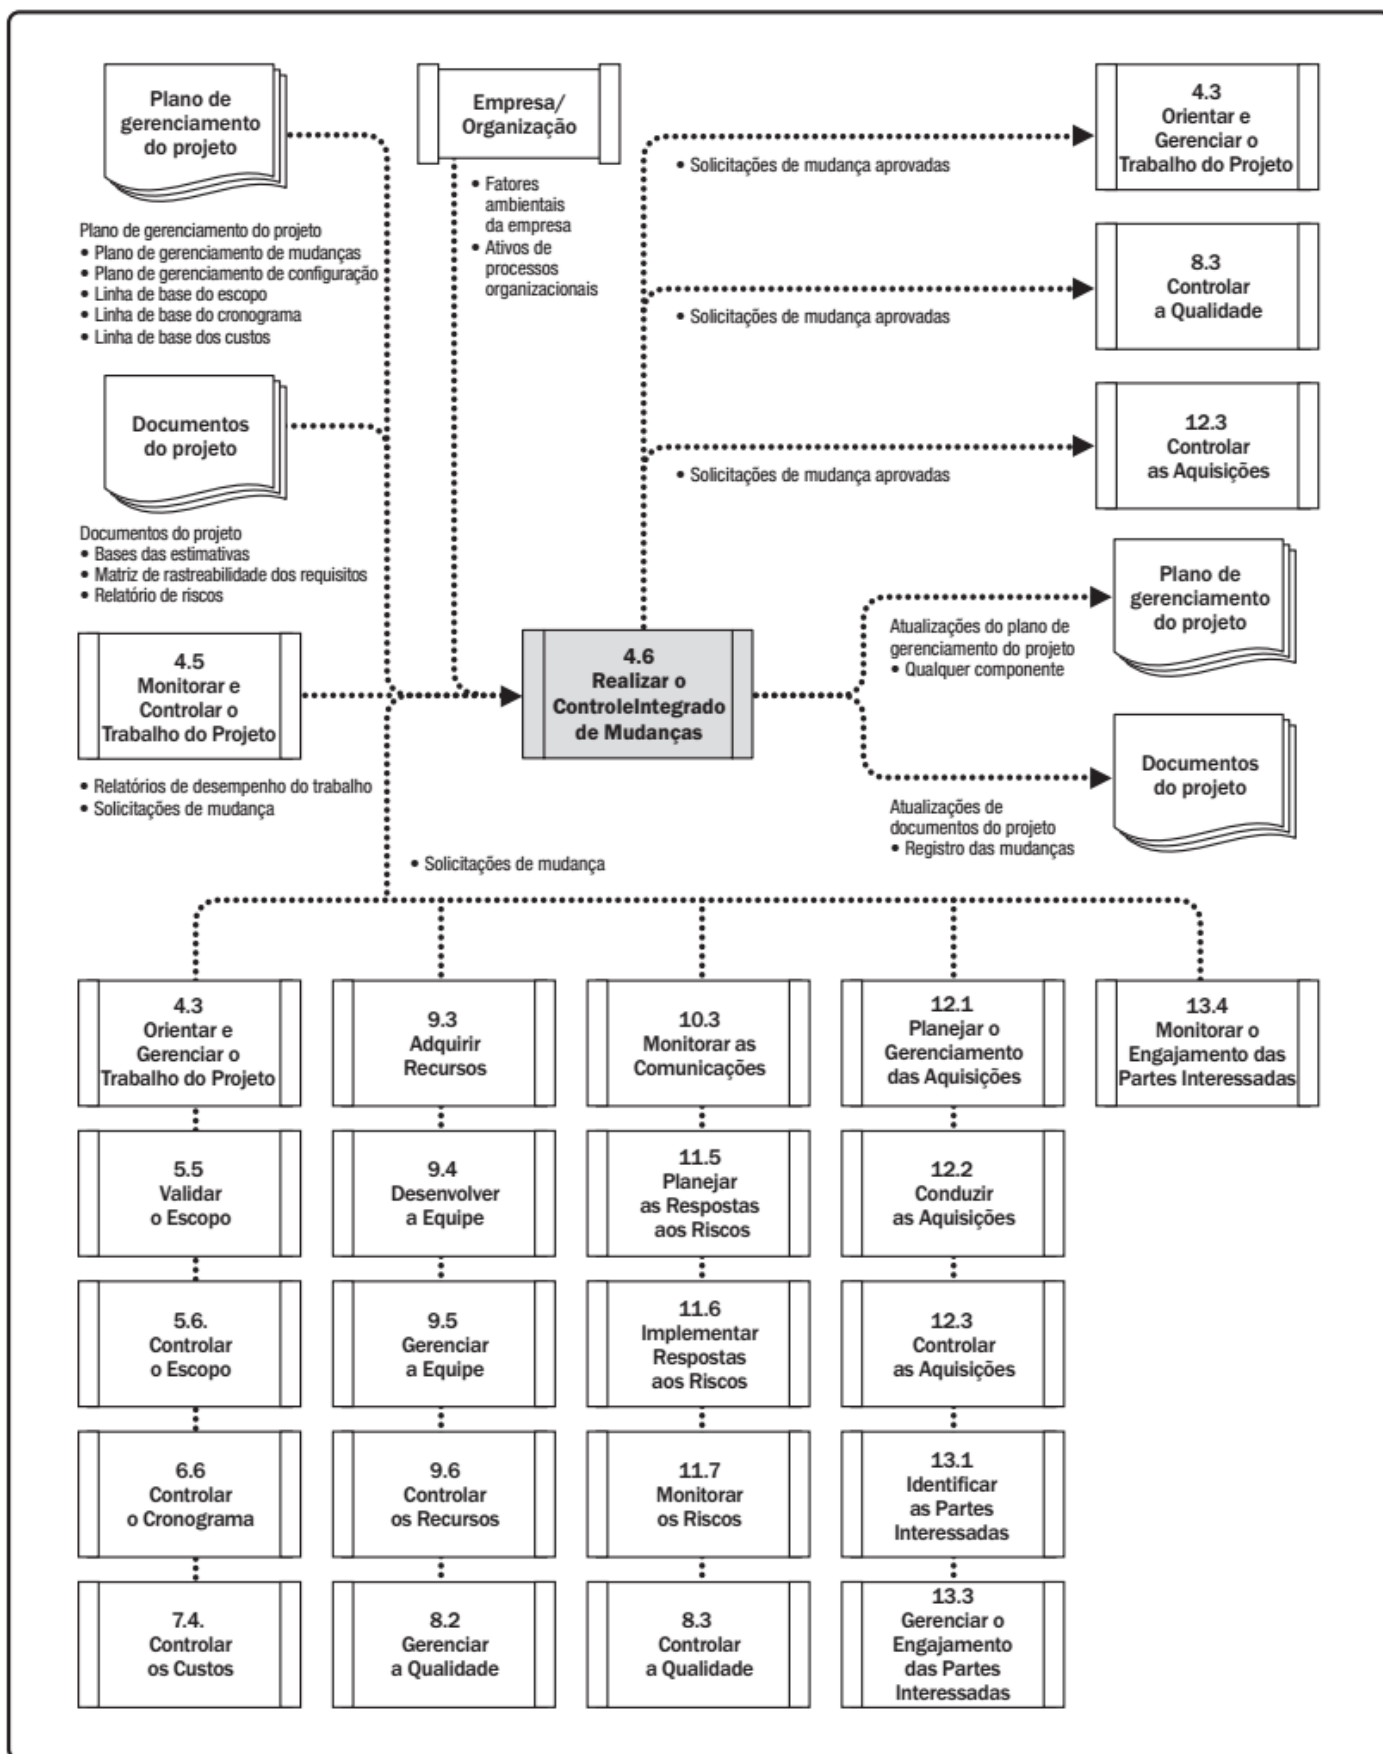 Plano de
gerenciamento
do projeto
Plano de gerenciamento do projeto
• Plano de gerenciamento de mudanças
• Plano de gerenciamento de configuração
• Linha de base do escopo
• Linha de base do cronograma
• Linha de base dos custos
Empresa/
Organização
• Fatores
ambientais
da empresa
• Ativos de
processos
organizacionais
• Solicitações de mudança aprovadas
4.3
Orientar e
Gerenciar o
Trabalho do Projeto
• Solicitações de mudança aprovadas
8.3
Controlar
a Qualidade
• Solicitações de mudança aprovadas
12.3
Controlar
as Aquisições
Documentos
do projeto
Documentos do projeto
• Bases das estimativas
• Matriz de rastreabilidade dos requisitos
• Relatório de riscos
4.5
Monitorar e
Controlar o
Trabalho do Projeto
• Relatórios de desempenho do trabalho
• Solicitações de mudança
4.6
Realizar o
ControleIntegrado
de Mudanças
Atualizações do plano de
gerenciamento do projeto
• Qualquer componente
Plano de
gerenciamento
do projeto
Atualizações de
documentos do projeto
• Registro das mudanças
Documentos
do projeto
• Solicitações de mudança
4.3
Orientar e
Gerenciar o
Trabalho do Projeto
9.3
Adquirir
Recursos
10.3
Monitorar as
Comunicações
12.1
Planejar o
Gerenciamento
das Aquisições
13.4
Monitorar o
Engajamento das
Partes Interessadas
5.5
Validar
o Escopo
9.4
Desenvolver
a Equipe
11.5
Planejar
as Respostas
aos Riscos
12.2
Conduzir
as Aquisições
5.6.
Controlar
o Escopo
9.5
Gerenciar
a Equipe
11.6
Implementar
Respostas
aos Riscos
12.3
Controlar
as Aquisições
6.6
Controlar
o Cronograma
9.6
Controlar
os Recursos
11.7
Monitorar
os Riscos
13.1
Identificar
as Partes
Interessadas
7.4.
Controlar
os Custos
8.2
Gerenciar
a Qualidade
8.3
Controlar
a Qualidade
13.3
Gerenciar o
Engajamento
das Partes
Interessadas